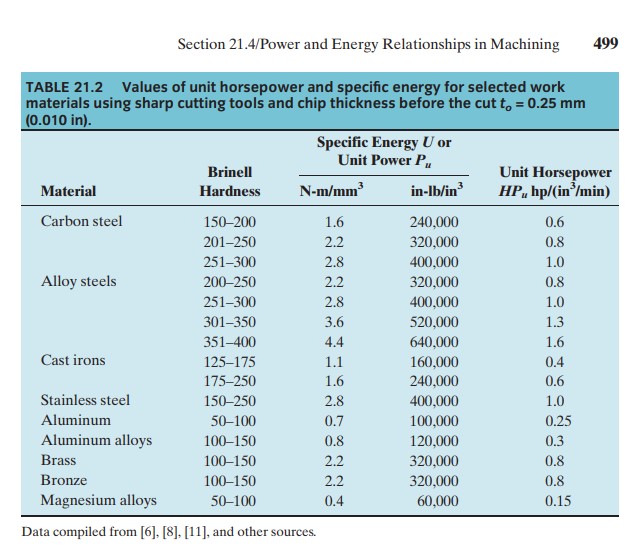 Section 21.4/Power and Energy Relationships in Machining 499
TABLE 21.2 Values of unit horsepower and specific energy for selected work
materials using sharp cutting tools and chip thickness before the cut tₒ = 0.25 mm
(0.010 in).
Specific Energy U or
Unit Power Pᵤ
Brinell Unit Horsepower
Material Hardness N-m/mm³ in-lb/in³ HPᵤ hp/(in³/min)
Carbon steel 150–200 1.6 240,000 0.6
201–250 2.2 320,000 0.8
251–300 2.8 400,000 1.0
Alloy steels 200–250 2.2 320,000 0.8
251–300 2.8 400,000 1.0
301–350 3.6 520,000 1.3
351–400 4.4 640,000 1.6
Cast irons 125–175 1.1 160,000 0.4
175–250 1.6 240,000 0.6
Stainless steel 150–250 2.8 400,000 1.0
Aluminum 50–100 0.7 100,000 0.25
Aluminum alloys 100–150 0.8 120,000 0.3
Brass 100–150 2.2 320,000 0.8
Bronze 100–150 2.2 320,000 0.8
Magnesium alloys 50–100 0.4 60,000 0.15
Data compiled from [6], [8], [11], and other sources.